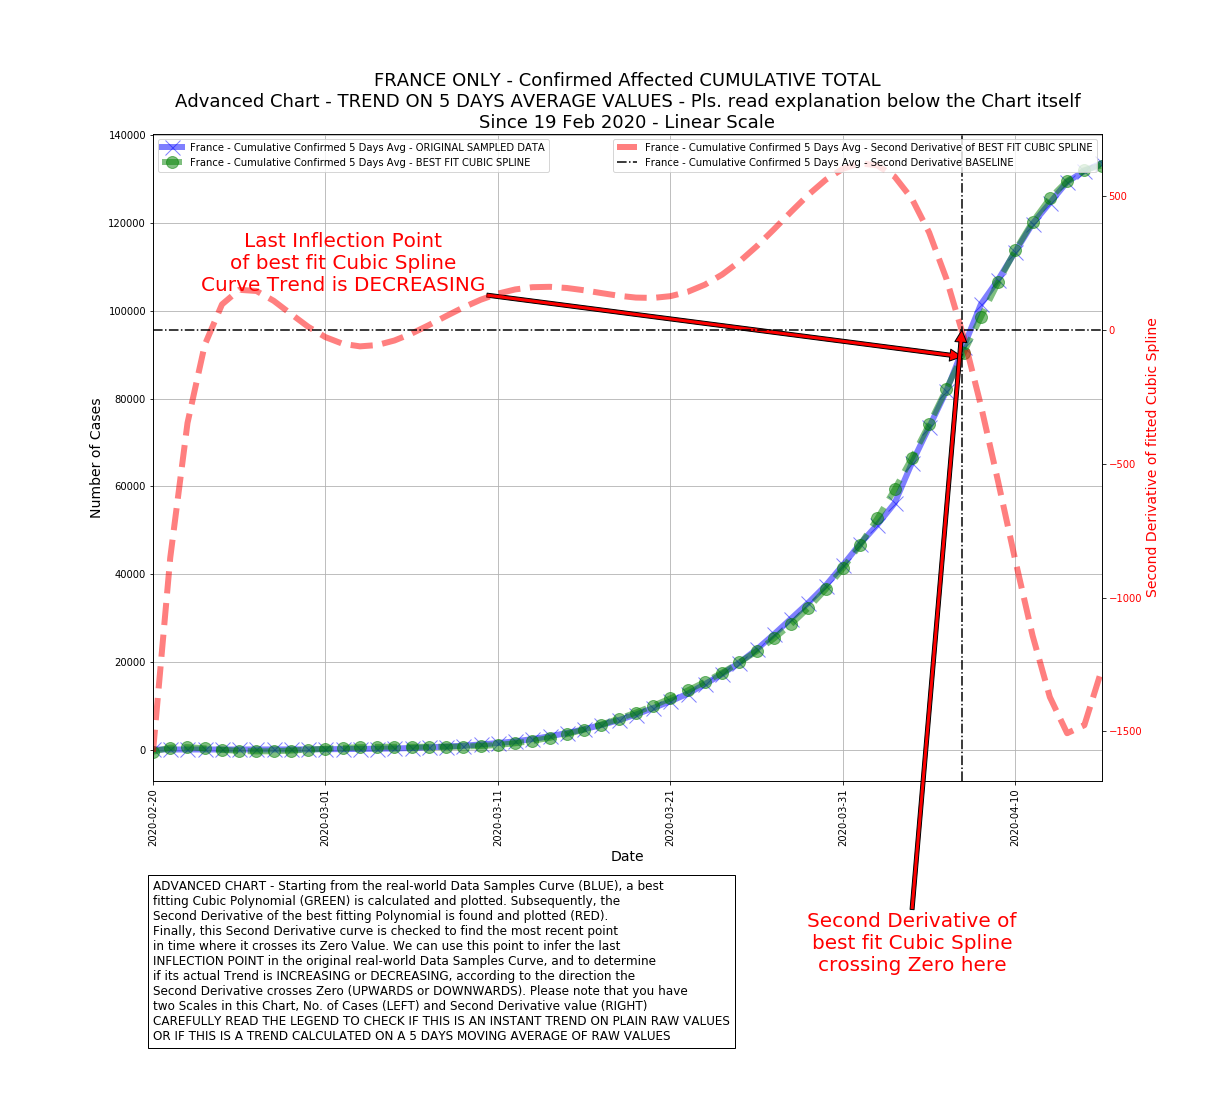 FRANCE ONLY - Confirmed Affected CUMULATIVE TOTAL
Advanced Chart - TREND ON 5 DAYS AVERAGE VALUES - Pls. read explanation below the Chart itself
Since 19 Feb 2020 - Linear Scale
France - Cumulative Confirmed 5 Days Avg - ORIGINAL SAMPLED DATA
France - Cumulative Confirmed 5 Days Avg - BEST FIT CUBIC SPLINE
France - Cumulative Confirmed 5 Days Avg - Second Derivative of BEST FIT CUBIC SPLINE
France - Cumulative Confirmed 5 Days Avg - Second Derivative BASELINE
Last Inflection Point
of best fit Cubic Spline
Curve Trend is DECREASING
140000
120000
100000
80000
60000
40000
20000
0
Number of Cases
500
0
−500
−1000
−1500
Second Derivative of fitted Cubic Spline
2020-02-20
2020-03-01
2020-03-11
2020-03-21
2020-03-31
2020-04-10
Date
ADVANCED CHART - Starting from the real-world Data Samples Curve (BLUE), a best
fitting Cubic Polynomial (GREEN) is calculated and plotted. Subsequently, the
Second Derivative of the best fitting Polynomial is found and plotted (RED).
Finally, this Second Derivative curve is checked to find the most recent point
in time where it crosses its Zero Value. We can use this point to infer the last
INFLECTION POINT in the original real-world Data Samples Curve, and to determine
if its actual Trend is INCREASING or DECREASING, according to the direction the
Second Derivative crosses Zero (UPWARDS or DOWNWARDS). Please note that you have
two Scales in this Chart, No. of Cases (LEFT) and Second Derivative value (RIGHT)
CAREFULLY READ THE LEGEND TO CHECK IF THIS IS AN INSTANT TREND ON PLAIN RAW VALUES
OR IF THIS IS A TREND CALCULATED ON A 5 DAYS MOVING AVERAGE OF RAW VALUES
Second Derivative of
best fit Cubic Spline
crossing Zero here